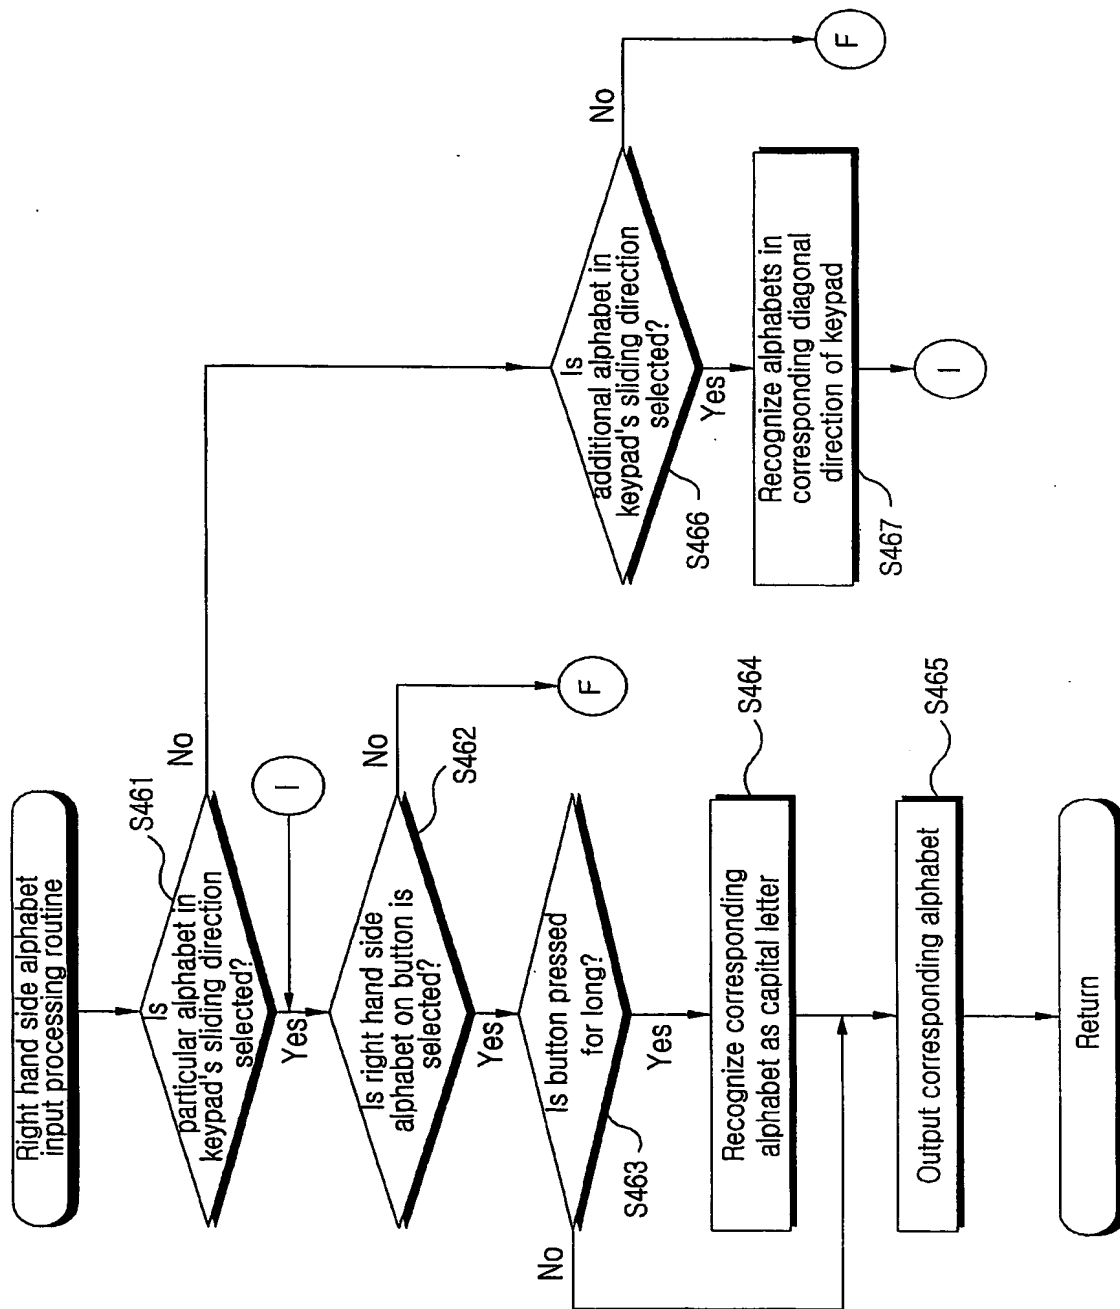 Right hand side alphabet
input processing routine
S461
Is
particular alphabet in
keypad's sliding direction
selected?
No
Yes
I
S462
Is right hand side
alphabet on button is
selected?
No
F
Yes
Is button pressed
for long?
S463
No
Yes
S464
Recognize corresponding
alphabet as capital letter
S465
Output corresponding alphabet
Return
Is
additional alphabet in
keypad's sliding direction
selected?
No
F
S466
Yes
Recognize alphabets in
corresponding diagonal
direction of keypad
S467
I